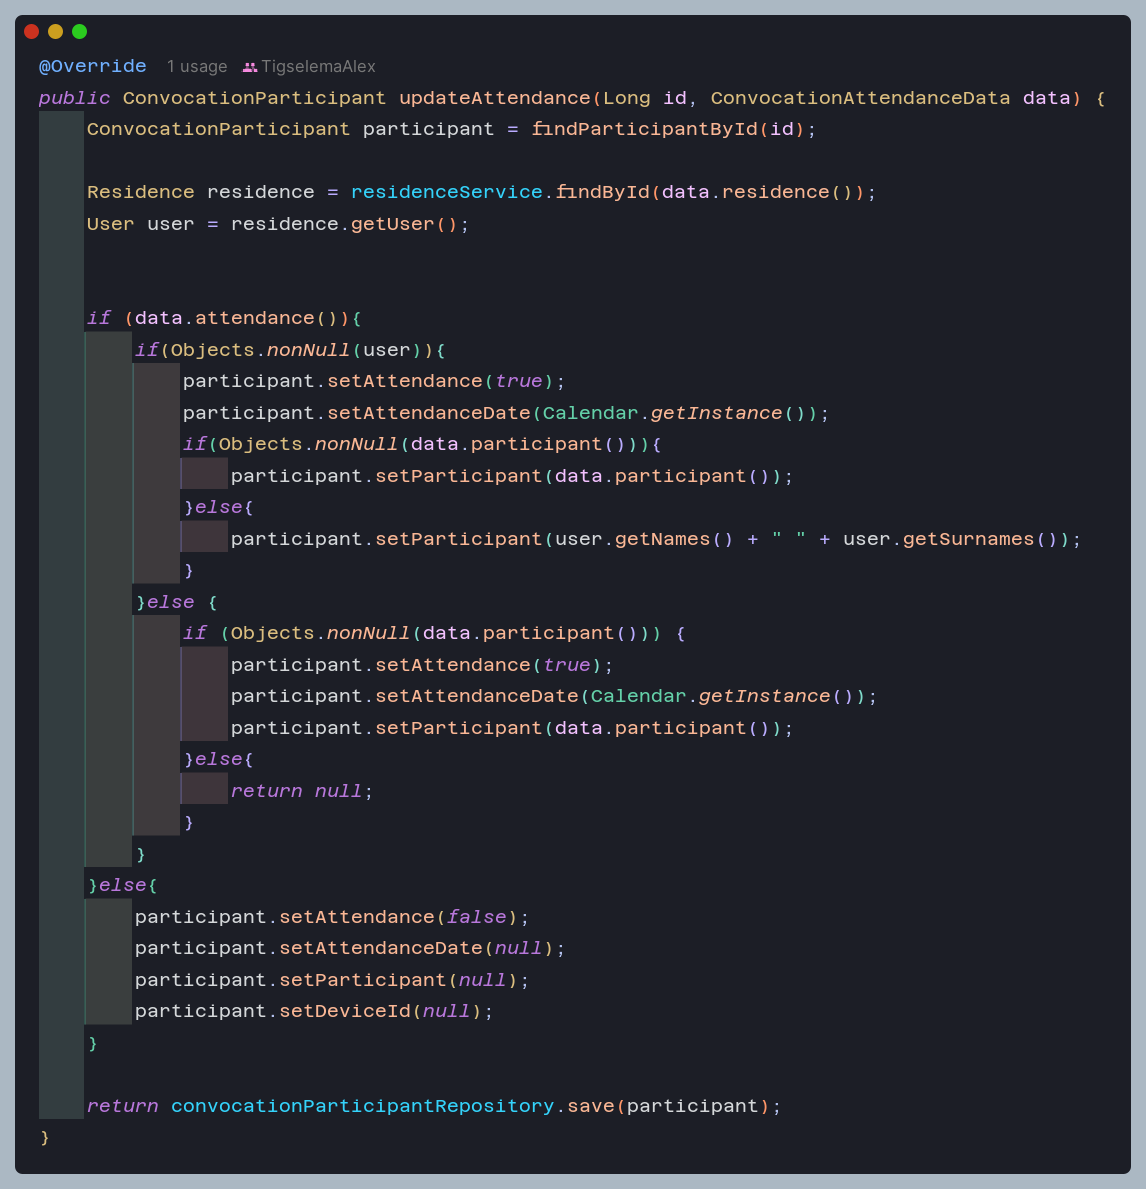 @Override 1 usage TigselemaAlex
public ConvocationParticipant updateAttendance(Long id, ConvocationAttendanceData data) {
ConvocationParticipant participant = findParticipantById(id);
Residence residence = residenceService.findById(data.residence());
User user = residence.getUser();
if (data.attendance()){
if(Objects.nonNull(user)){
participant.setAttendance(true);
participant.setAttendanceDate(Calendar.getInstance());
if(Objects.nonNull(data.participant())){
participant.setParticipant(data.participant());
}else{
participant.setParticipant(user.getNames() + " " + user.getSurnames());
}
}else {
if (Objects.nonNull(data.participant())) {
participant.setAttendance(true);
participant.setAttendanceDate(Calendar.getInstance());
participant.setParticipant(data.participant());
}else{
return null;
}
}
}else{
participant.setAttendance(false);
participant.setAttendanceDate(null);
participant.setParticipant(null);
participant.setDeviceId(null);
}
return convocationParticipantRepository.save(participant);
}